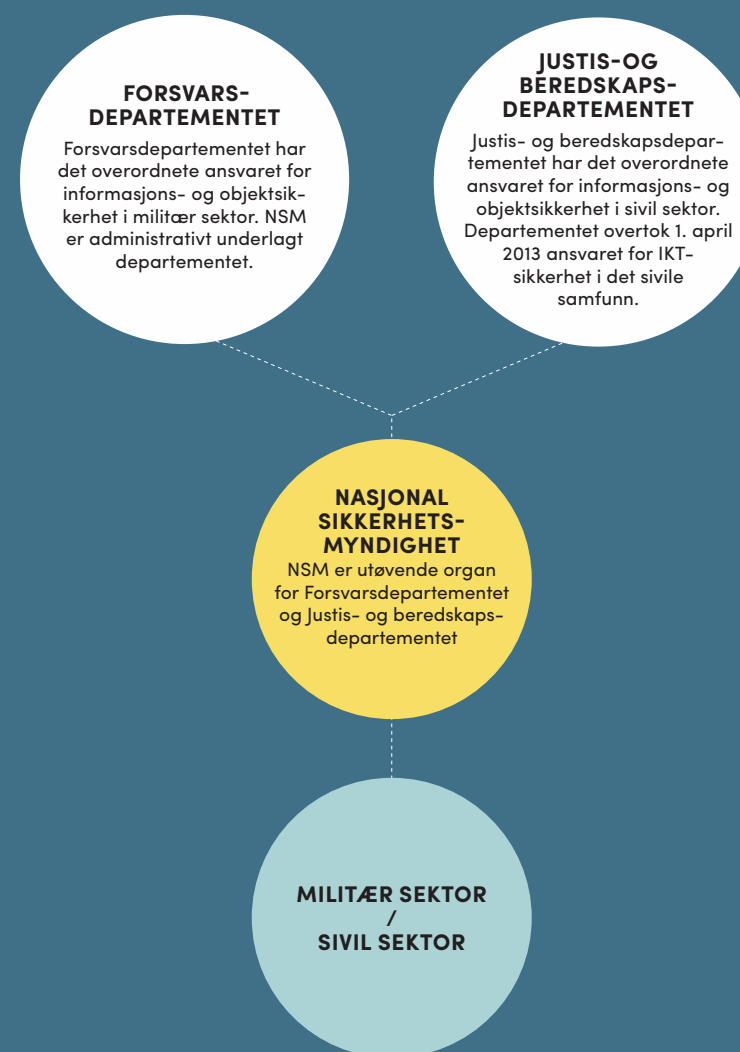 FORSVARS-
DEPARTEMENTET
Forsvarsdepartementet har
det overordnete ansvaret for
informasjons- og objektsik-
kerhet i militær sektor. NSM
er administrativt underlagt
departementet.
JUSTIS-OG
BEREDSKAPS-
DEPARTEMENTET
Justis- og beredskapsdepar-
tementet har det overordnete
ansvaret for informasjons- og
objektsikkerhet i sivil sektor.
Departementet overtok 1. april
2013 ansvaret for IKT-
sikkerhet i det sivile
samfunn.
NASJONAL
SIKKERHETS-
MYNDIGHET
NSM er utøvende organ
for Forsvarsdepartementet
og Justis- og beredskaps-
departementet
MILITÆR SEKTOR
/
SIVIL SEKTOR